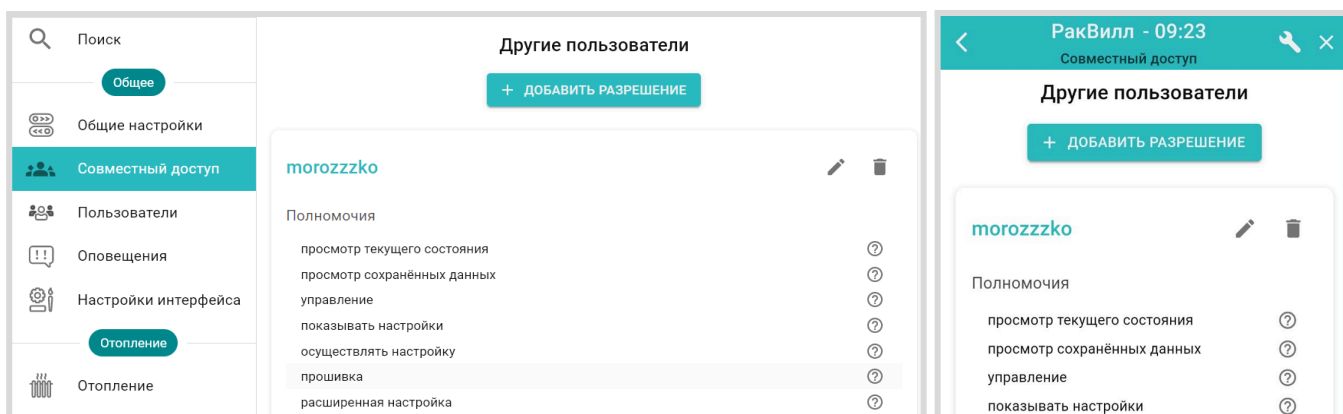 Поиск
Общее
Общие настройки
Совместный доступ
Пользователи
Оповещения
Настройки интерфейса
Отопление
Отопление
Другие пользователи
+ ДОБАВИТЬ РАЗРЕШЕНИЕ
morozzzko
Полномочия
просмотр текущего состояния
просмотр сохранённых данных
управление
показывать настройки
осуществлять настройку
прошивка
расширенная настройка
РакВилл - 09:23
Совместный доступ
Другие пользователи
+ ДОБАВИТЬ РАЗРЕШЕНИЕ
morozzzko
Полномочия
просмотр текущего состояния
просмотр сохранённых данных
управление
показывать настройки